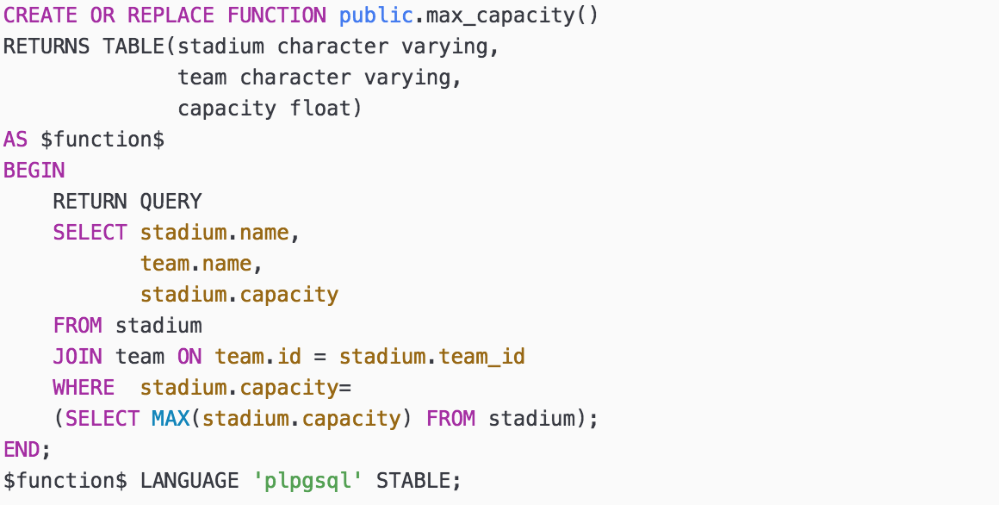 CREATE OR REPLACE FUNCTION public.max_capacity()
RETURNS TABLE(stadium character varying,
              team character varying,
              capacity float)
AS $function$
BEGIN
    RETURN QUERY
    SELECT stadium.name,
           team.name,
           stadium.capacity
    FROM stadium
    JOIN team ON team.id = stadium.team_id
    WHERE  stadium.capacity=
    (SELECT MAX(stadium.capacity) FROM stadium);
END;
$function$ LANGUAGE 'plpgsql' STABLE;